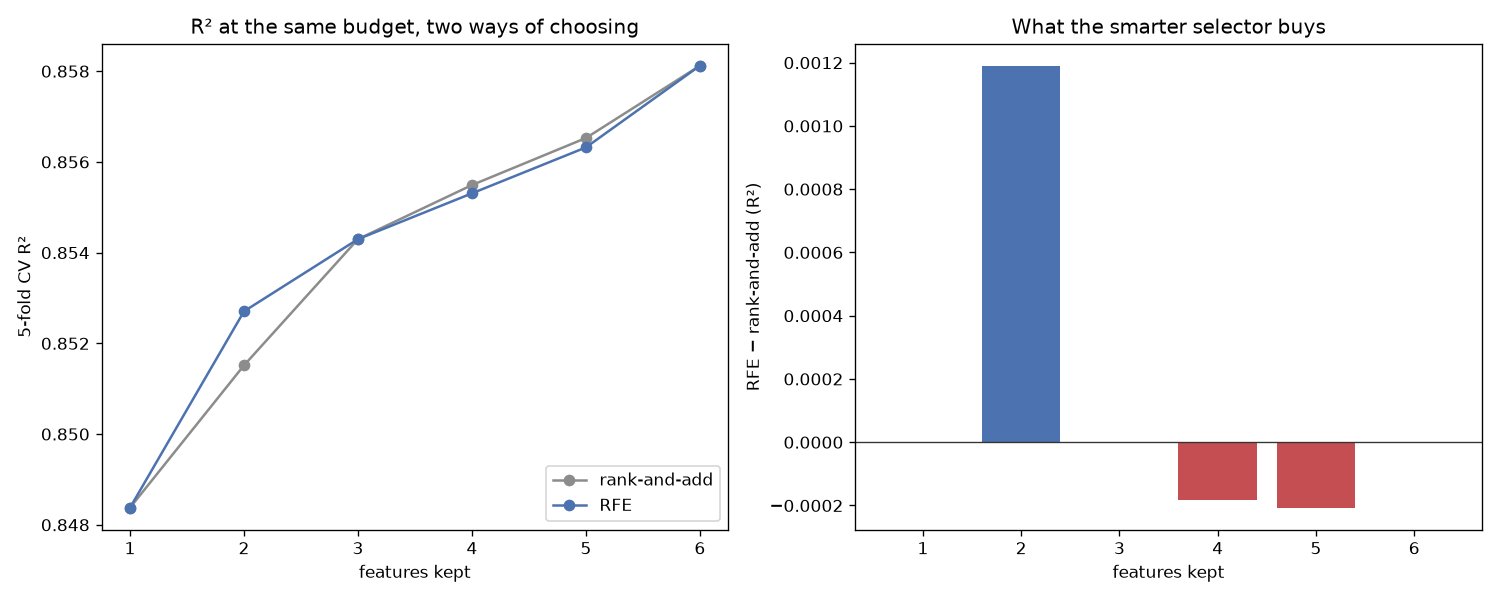 R² at the same budget, two ways of choosing
5-fold CV R²
0.858
0.856
0.854
0.852
0.850
0.848
1 2 3 4 5 6
features kept
rank-and-add
RFE
What the smarter selector buys
RFE − rank-and-add (R²)
0.0012
0.0010
0.0008
0.0006
0.0004
0.0002
0.0000
−0.0002
1 2 3 4 5 6
features kept